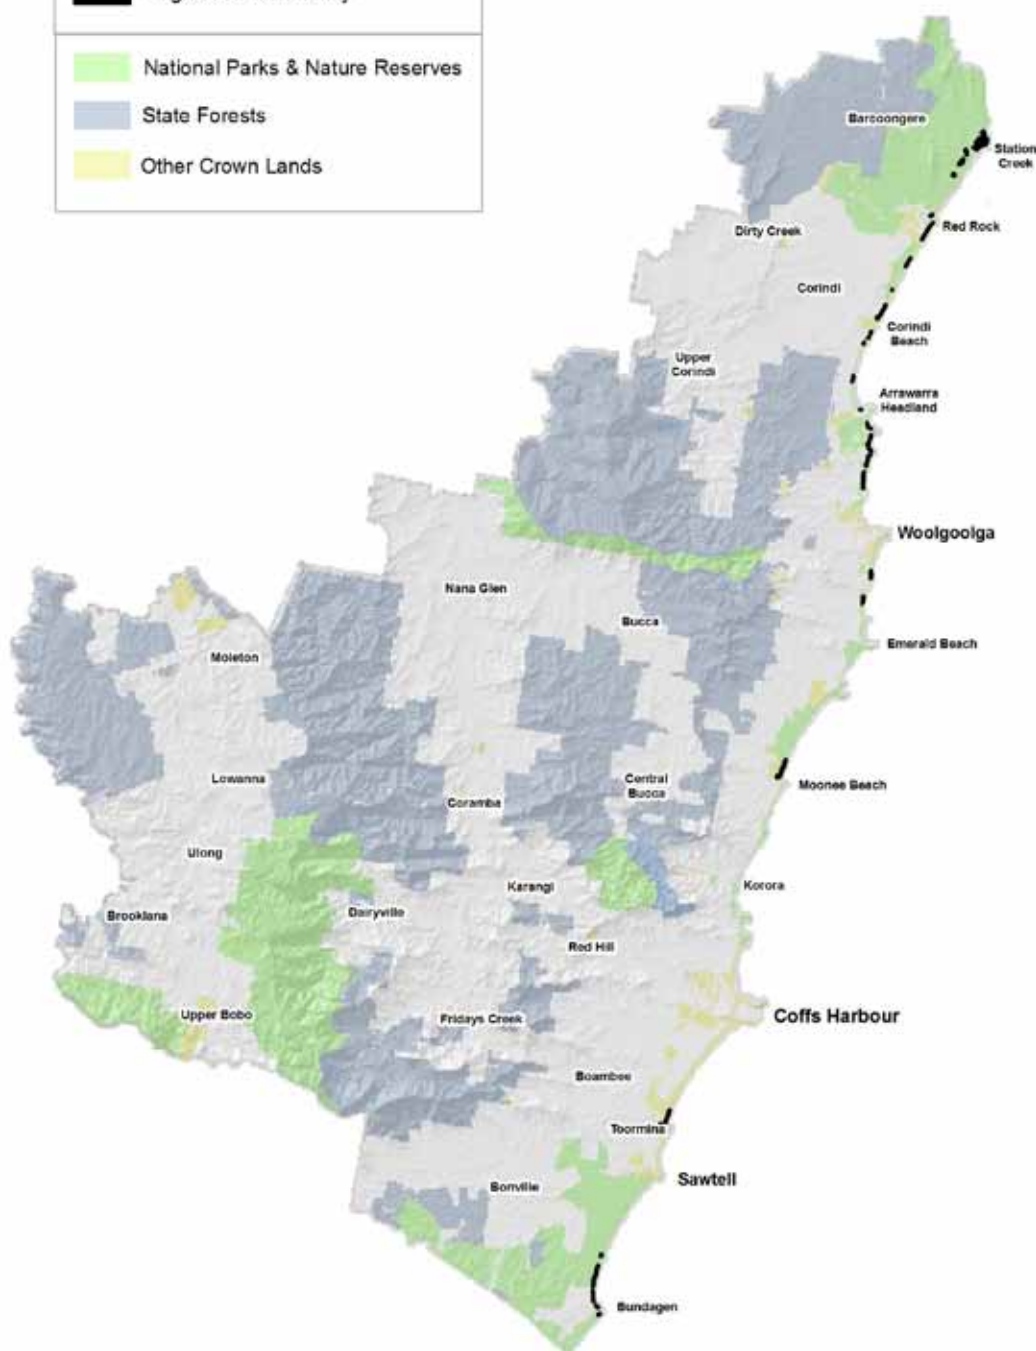 National Parks & Nature Reserves
State Forests
Other Crown Lands
Barcoongere
Station
Creek
Red Rock
Dirty Creek
Corindi
Corindi
Beach
Upper
Corindi
Arrawarra
Headland
Woolgoolga
Nana Glen
Bucca
Emerald Beach
Moleton
Lowanna
Central
Bucca
Moonee Beach
Coramba
Ulong
Karangi
Korora
Brooklana
Dairyville
Red Hill
Upper Bobo
Fridays Creek
Coffs Harbour
Boambee
Toormina
Sawtell
Bonville
Bundagen